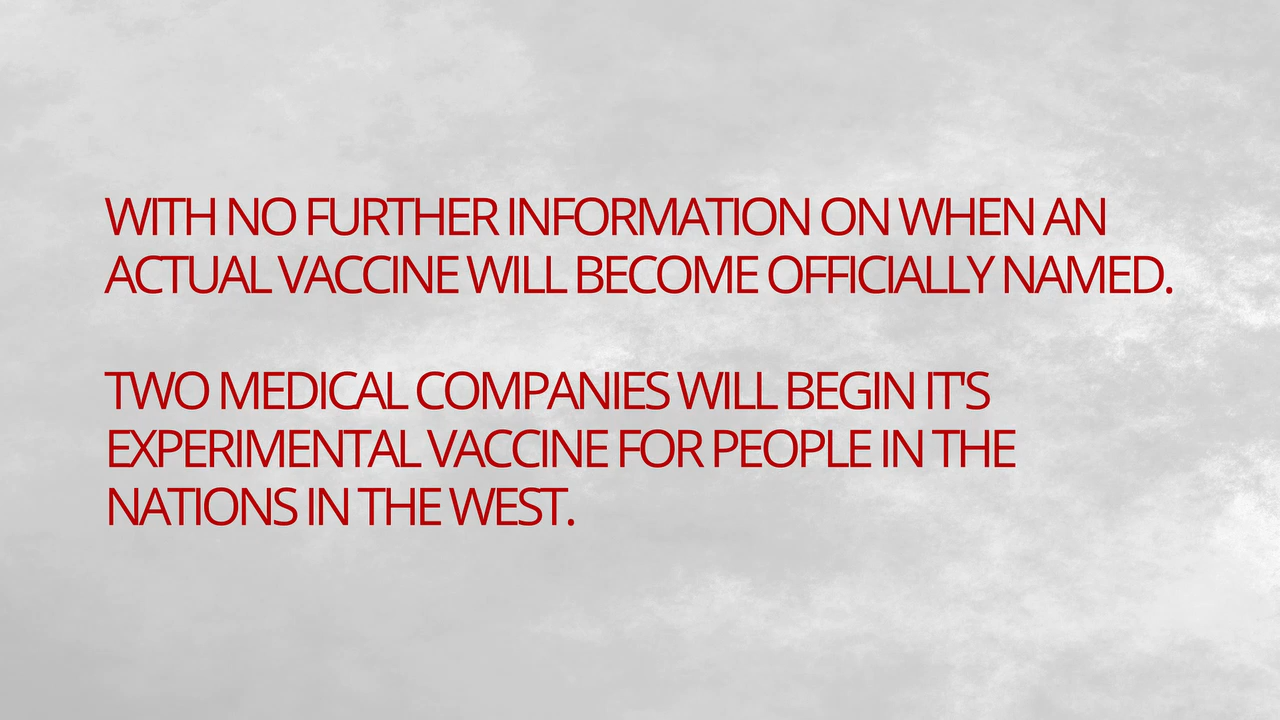 WITH NO FURTHER INFORMATION ON WHEN AN
ACTUAL VACCINE WILL BECOME OFFICIALLY NAMED.
TWO MEDICAL COMPANIES WILL BEGIN IT'S
EXPERIMENTAL VACCINE FOR PEOPLE IN THE
NATIONS IN THE WEST.